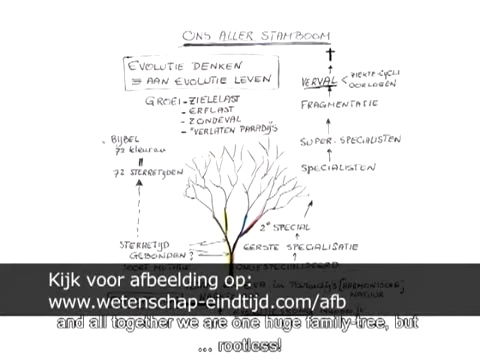 ONS ALLER STAMBOOM
EVOLUTIE DENKEN
= AAN EVOLUTIE LEVEN
GROEI - ZIELELAST
- ERFLAST
- ZONDEVAL
- "VERLATEN PARADIJS
VERVAL < ZIEKTE-CYCLI
OORLOGEN
FRAGMENTATIE
SUPER-SPECIALISTEN
SPECIALISTEN
BIJBEL
72 kleuren
72 STERRETIJDEN
2e SPECIAL
EERSTE SPECIALISATIE
STERRETIJD
GEBONDEN?
Kijk voor afbeelding op:
www.wetenschap-eindtijd.com/afb
and all together we are one huge family-tree, but
... rootless!